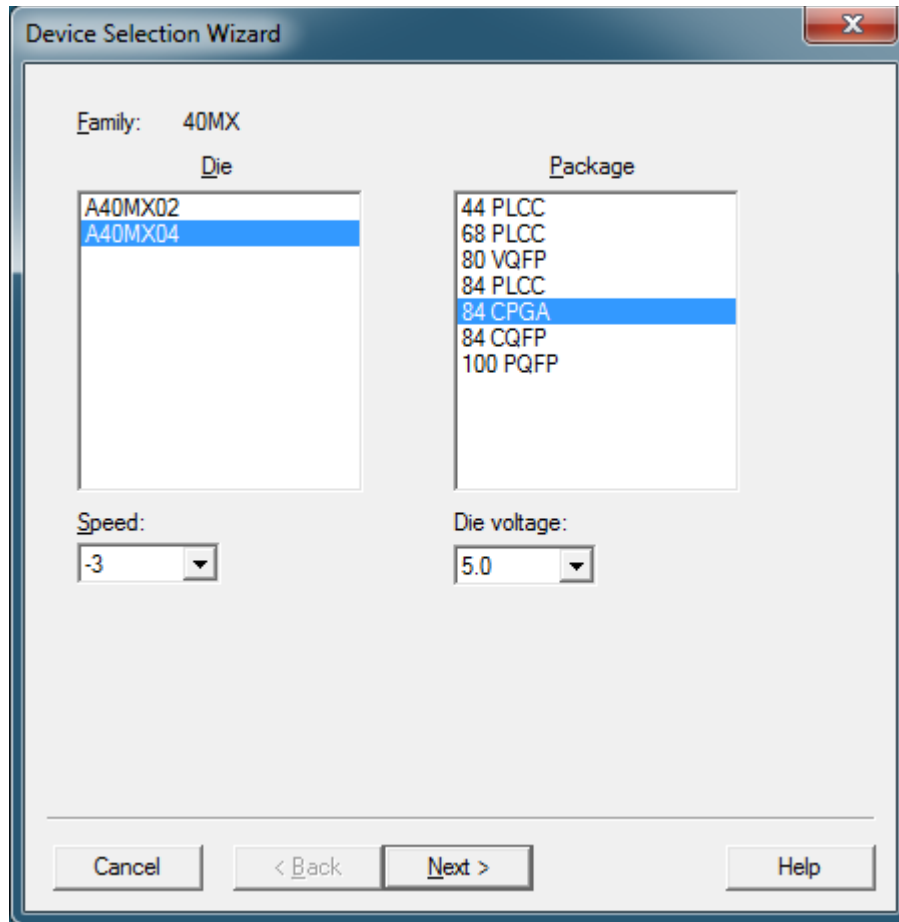 Device Selection Wizard
Family: 40MX
Die
Package
A40MX02
A40MX04
44 PLCC
68 PLCC
80 VQFP
84 PLCC
84 CPGA
84 CQFP
100 PQFP
Speed:
Die voltage:
-3
5.0
Cancel
< Back
Next >
Help